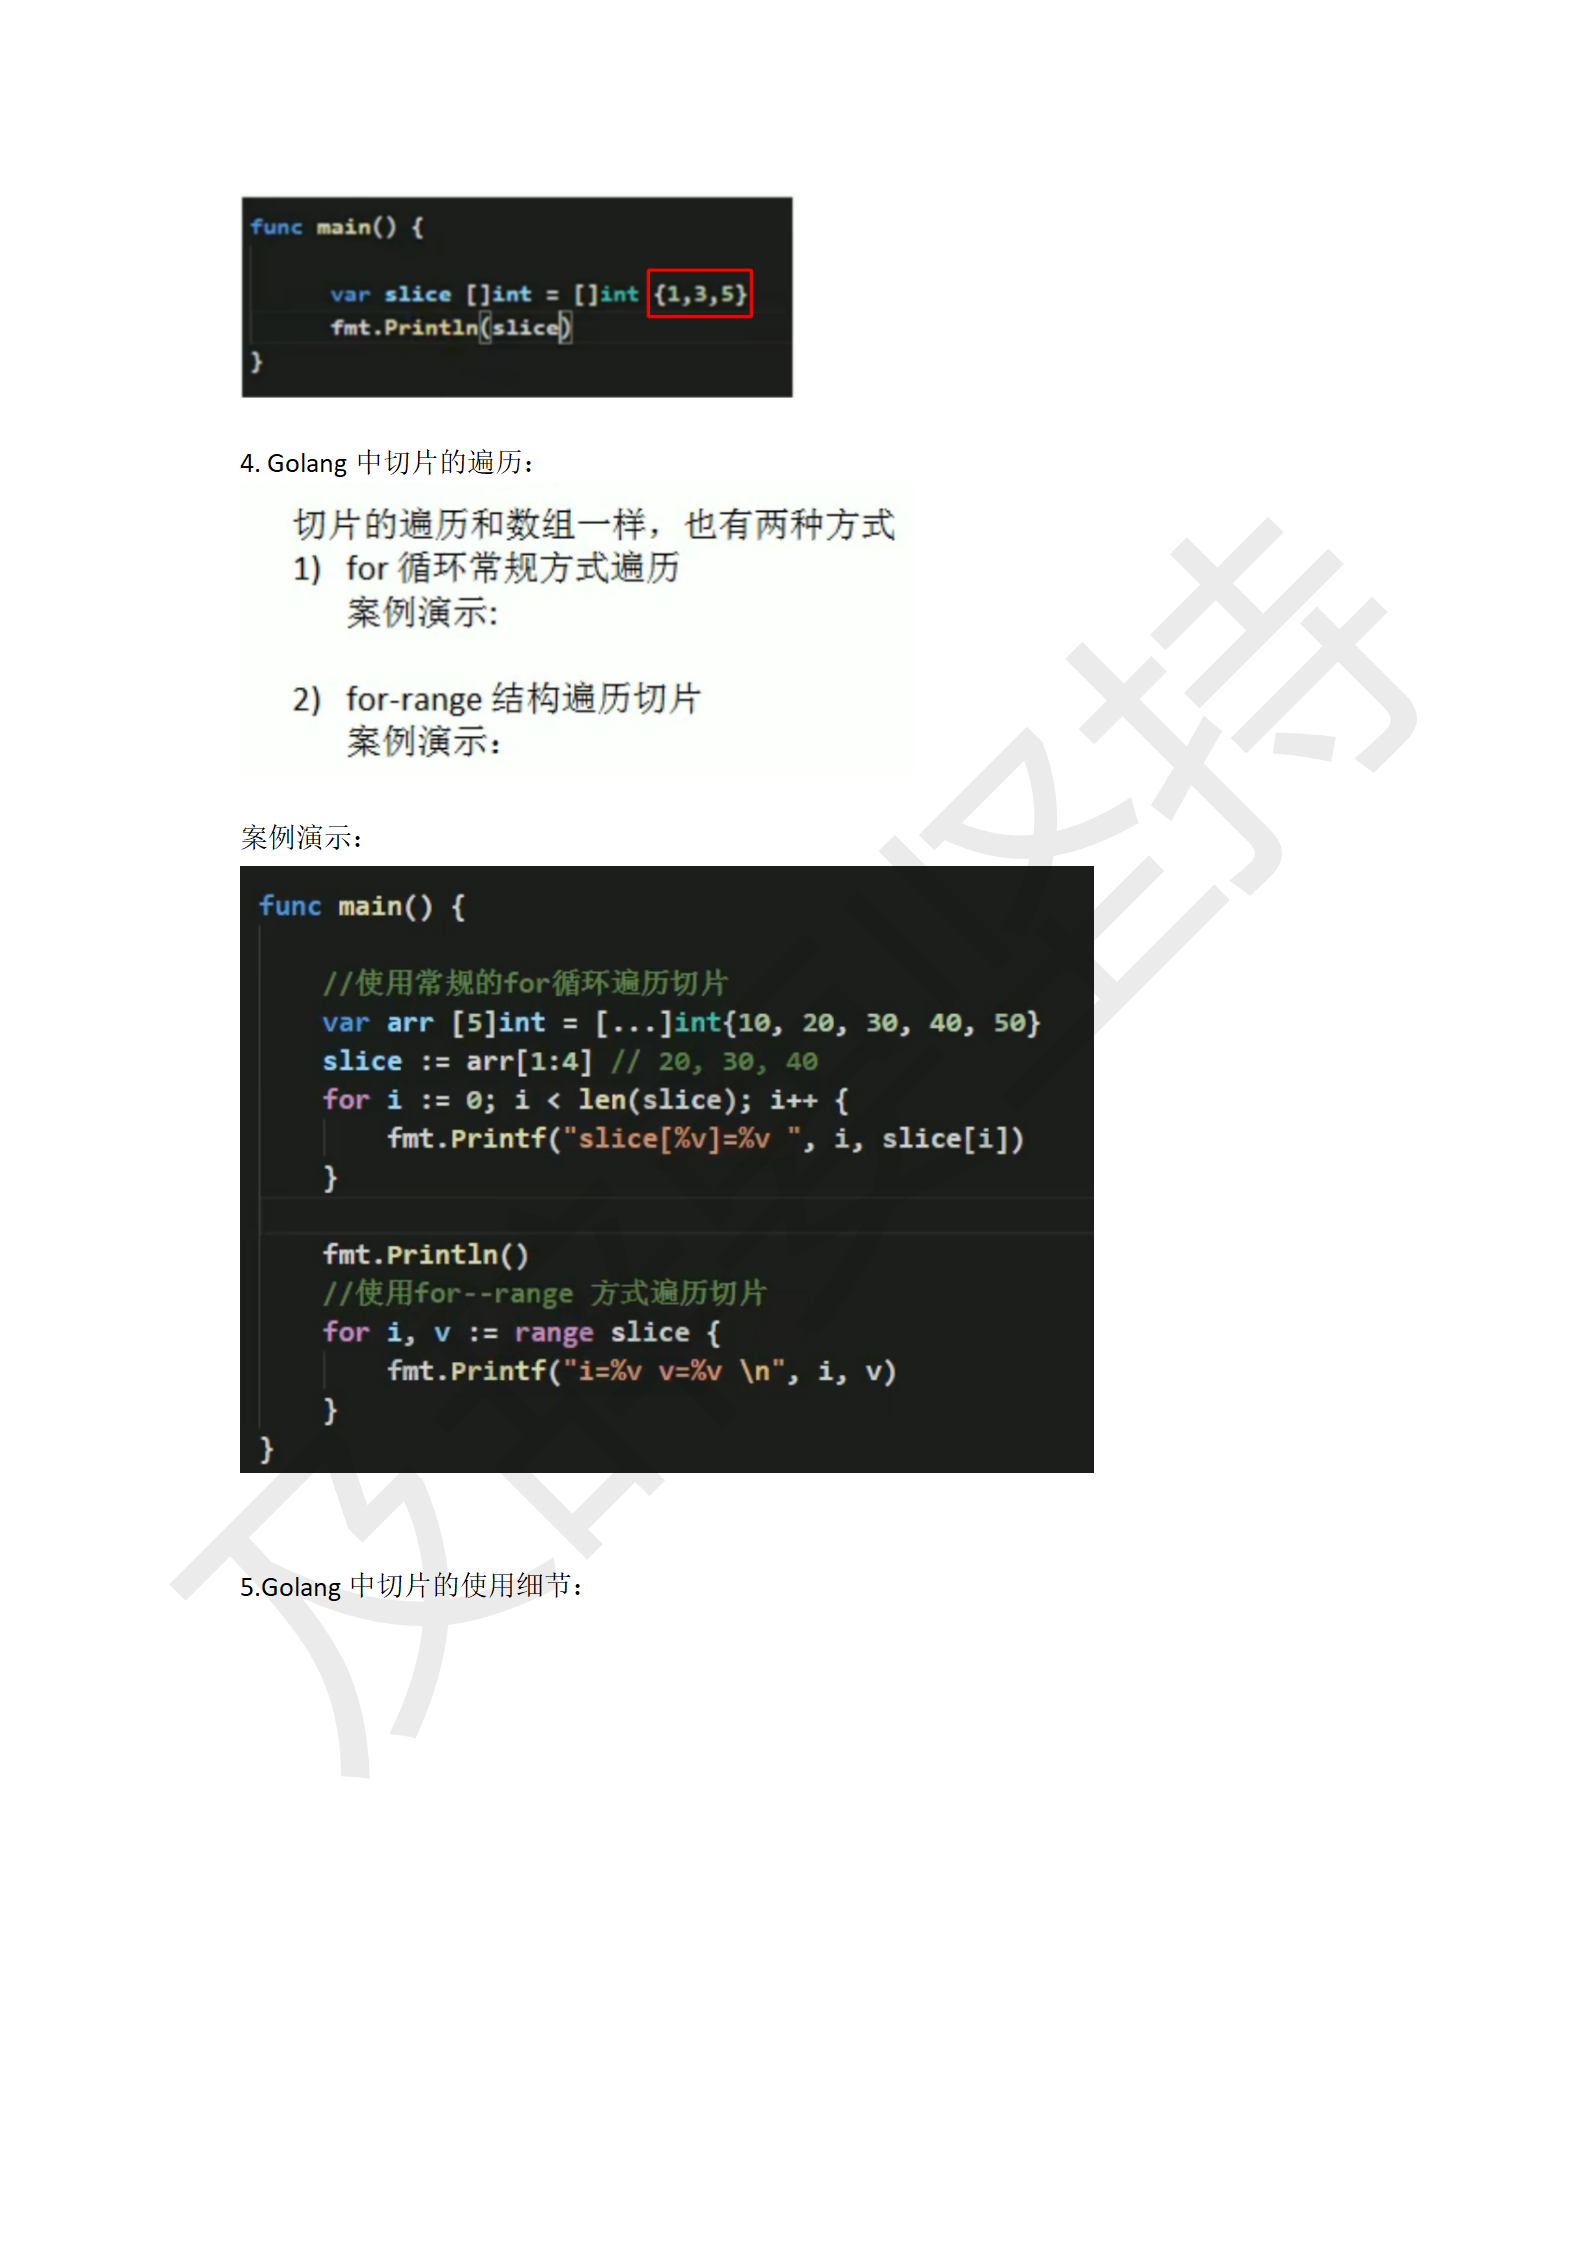 func main() {
var slice []int = []int {1,3,5}
fmt.Println(slice)
}
4. Golang 中切片的遍历：
切片的遍历和数组一样，也有两种方式
1) for 循环常规方式遍历
案例演示:
2) for-range 结构遍历切片
案例演示：
案例演示：
func main() {
//使用常规的for循环遍历切片
var arr [5]int = [...]int{10, 20, 30, 40, 50}
slice := arr[1:4] // 20, 30, 40
for i := 0; i < len(slice); i++ {
fmt.Printf("slice[%v]=%v ", i, slice[i])
}
fmt.Println()
//使用for--range 方式遍历切片
for i, v := range slice {
fmt.Printf("i=%v v=%v \n", i, v)
}
}
5.Golang 中切片的使用细节：